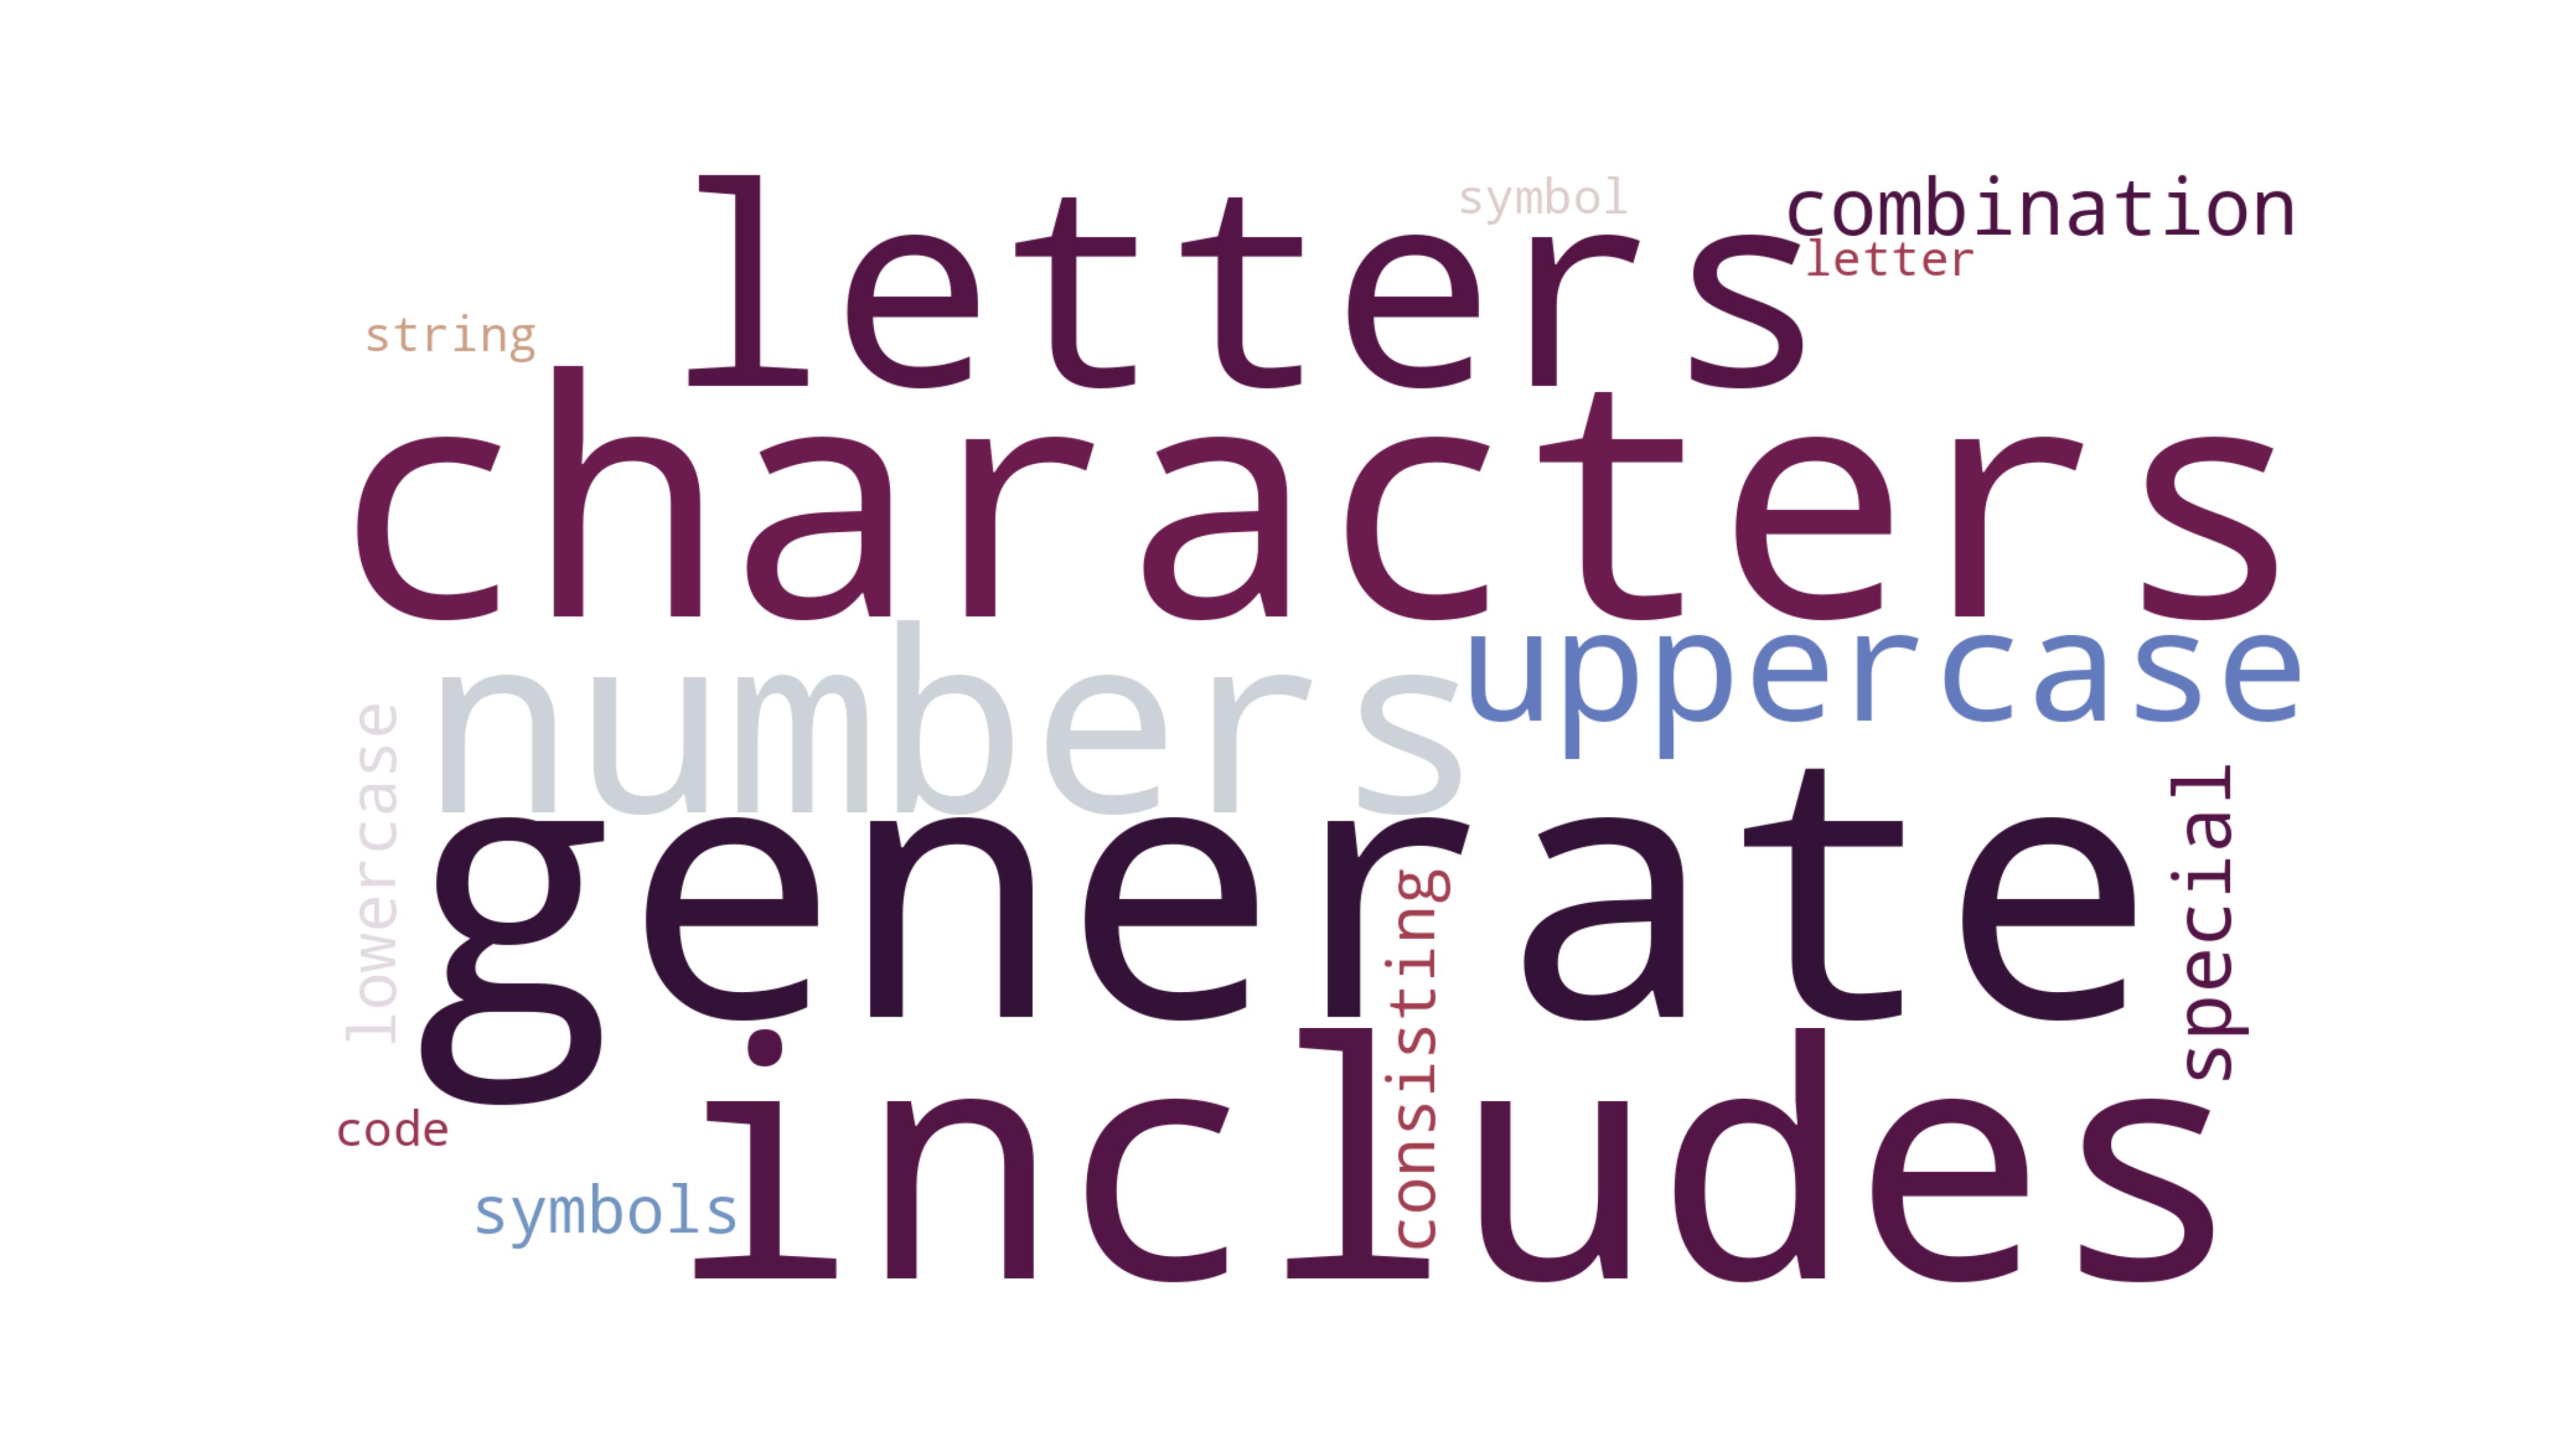 symbol
combination
letters
letter
string
characters
numbers
uppercase
lowercase
generate
special
consisting
includes
code
symbols